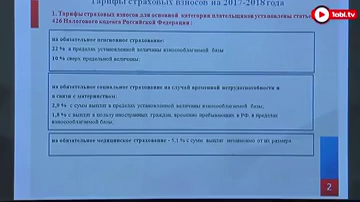 1obl.tv
Тарифы страховых взносов на 2017-2018 года
1. Тарифы страховых взносов для основной категории плательщиков установлены статьей
426 Налогового кодекса Российской Федерации :
на обязательное пенсионное страхование:
22 % в пределах установленной величины взносооблагаемой базы
10 % сверх предельной величины.
на обязательное социальное страхование на случай временной нетрудоспособности и
в связи с материнством:
2,9 % с сумм выплат в пределах установленной величины взносооблагаемой базы;
1,8 % с выплат в пользу иностранных граждан, временно пребывающих в РФ, в пределах
взносооблагаемой базы.
на обязательное медицинское страхование - 5,1 % с сумм выплат независимо от их размера
2